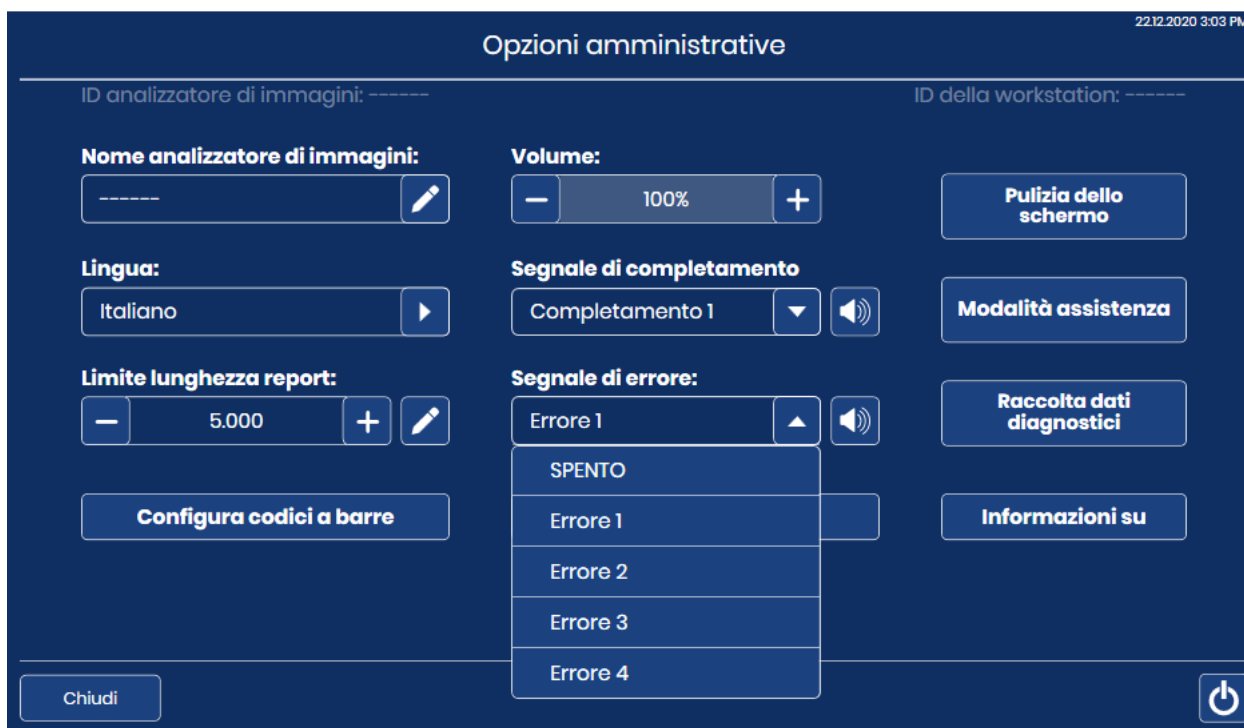 22.12.2020 3:03 PM
Opzioni amministrative
ID analizzatore di immagini: ------
ID della workstation: ------
Nome analizzatore di immagini:
------
Volume:
100%
Pulizia dello
schermo
Lingua:
Italiano
Segnale di completamento
Completamento 1
Modalità assistenza
Limite lunghezza report:
5.000
Segnale di errore:
Errore 1
Raccolta dati
diagnostici
SPENTO
Errore 1
Errore 2
Errore 3
Errore 4
Configura codici a barre
Informazioni su
Chiudi